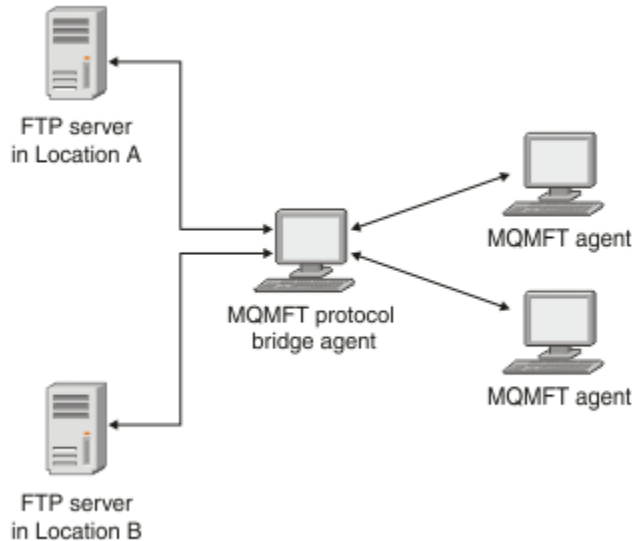 FTP server
in Location A
MQMFT agent
MQMFT protocol
bridge agent
MQMFT agent
FTP server
in Location B